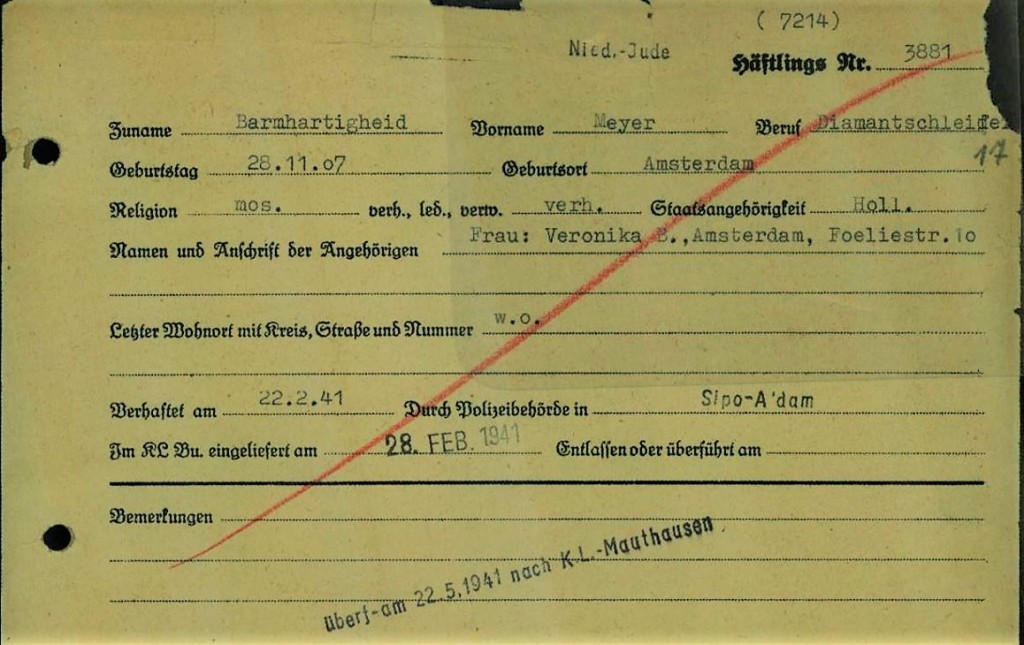 ( 7214)
Nied.-Jude Häftlings Nr. 3881
Zuname Barmhartigheid Vorname Meyer Beruf Diamantschleifer
17
Geburtstag 28.11.07 Geburtsort Amsterdam
Religion mos. verh., led., verw. verh. Staatsangehörigkeit Holl.
Namen und Anschrift der Angehörigen Frau: Veronika B.,Amsterdam, Foeliestr.10
Letzter Wohnort mit Kreis, Straße und Nummer w.o.
Verhaftet am 22.2.41 Durch Polizeibehörde in Sipo-A'dam
Im KL Bu. eingeliefert am 28. FEB. 1941 Entlassen oder überführt am
Bemerkungen
überf-am 22.5.1941 nach K L.-Mauthausen